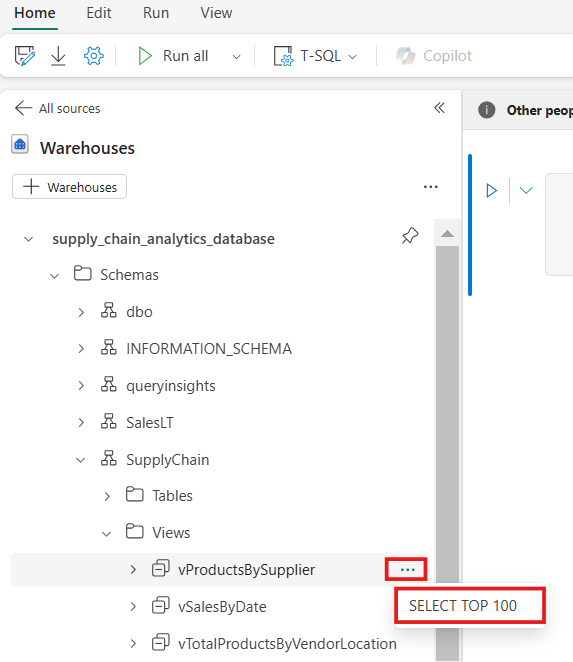 Home Edit Run View
Run all T-SQL Copilot
All sources
Other peop
Warehouses
Warehouses
supply_chain_analytics_database
Schemas
dbo
INFORMATION_SCHEMA
queryinsights
SalesLT
SupplyChain
Tables
Views
vProductsBySupplier
SELECT TOP 100
vSalesByDate
vTotalProductsByVendorLocation